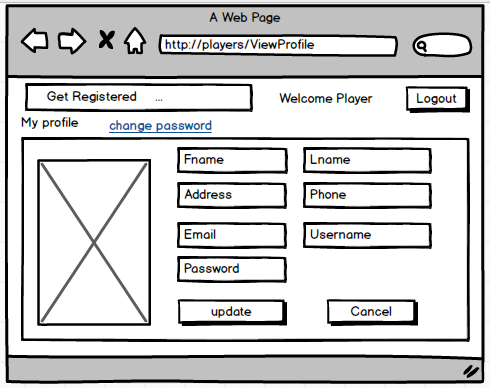 A Web Page
http://players/ViewProfile
Get Registered ... Welcome Player Logout
My profile change password
Fname Lname
Address Phone
Email Username
Password
update Cancel